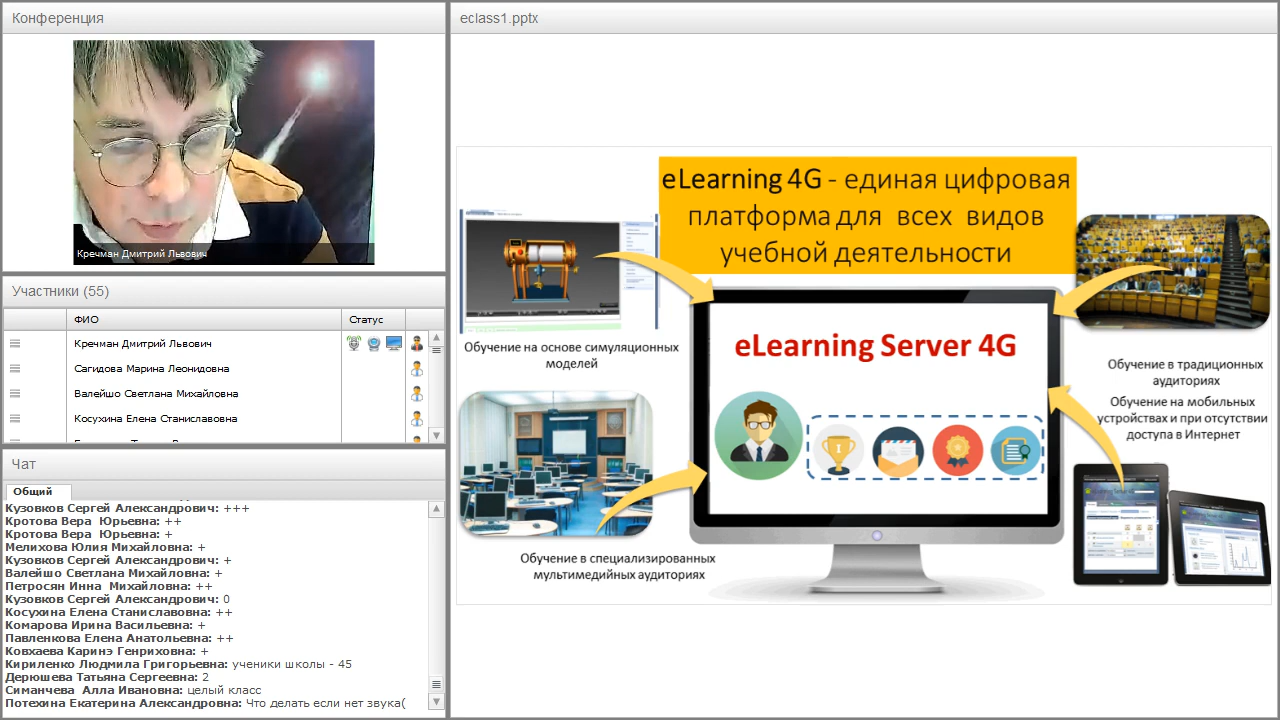 Конференция
Кречман Дмитрий Львович
Участники (55)
ФИО
Статус
Кречман Дмитрий Львович
Сагидова Марина Леонидовна
Валейшо Светлана Михайловна
Косухина Елена Станиславовна
Чат
Общий
Кузовков Сергей Александрович: +++
Кротова Вера Юрьевна: ++
Кротова Вера Юрьевна: +
Мелихова Юлия Михайловна: +
Кузовков Сергей Александрович: +
Валейшо Светлана Михайловна: +
Петросян Инна Михайловна: ++
Кузовков Сергей Александрович: 0
Косухина Елена Станиславовна: ++
Комарова Ирина Васильевна: +
Павленкова Елена Анатольевна: ++
Ковхаева Каринэ Генриховна: +
Кириленко Людмила Григорьевна: ученики школы - 45
Дерюшева Татьяна Сергеевна: 2
Симанчева Алла Ивановна: целый класс
Потехина Екатерина Александровна: Что делать если нет звука(
eclass1.pptx
eLearning 4G - единая цифровая
платформа для всех видов
учебной деятельности
Обучение на основе симуляционных
моделей
eLearning Server 4G
Обучение в традиционных
аудиториях
Обучение на мобильных
устройствах и при отсутствии
доступа в Интернет
Обучение в специализированных
мультимедийных аудиториях